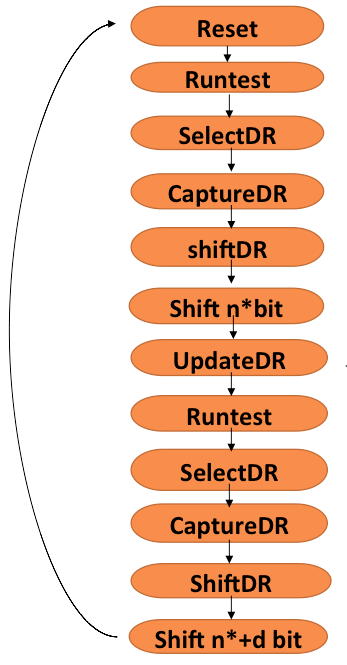 Reset
Runtest
SelectDR
CaptureDR
shiftDR
Shift n*bit
UpdateDR
Runtest
SelectDR
CaptureDR
ShiftDR
Shift n*+d bit